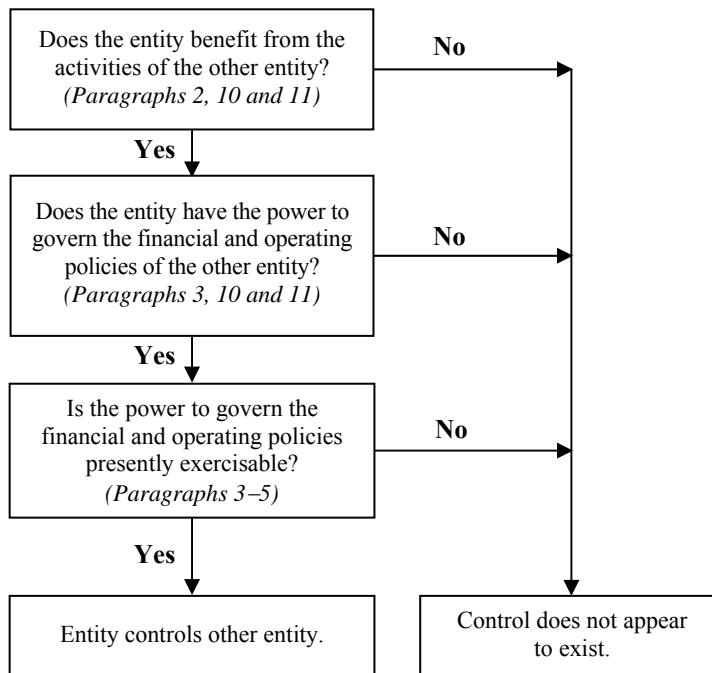 Does the entity benefit from the
activities of the other entity?
(Paragraphs 2, 10 and 11)
No
Yes
Does the entity have the power to
govern the financial and operating
policies of the other entity?
(Paragraphs 3, 10 and 11)
No
Yes
Is the power to govern the
financial and operating policies
presently exercisable?
(Paragraphs 3–5)
No
Yes
Entity controls other entity.
Control does not appear
to exist.